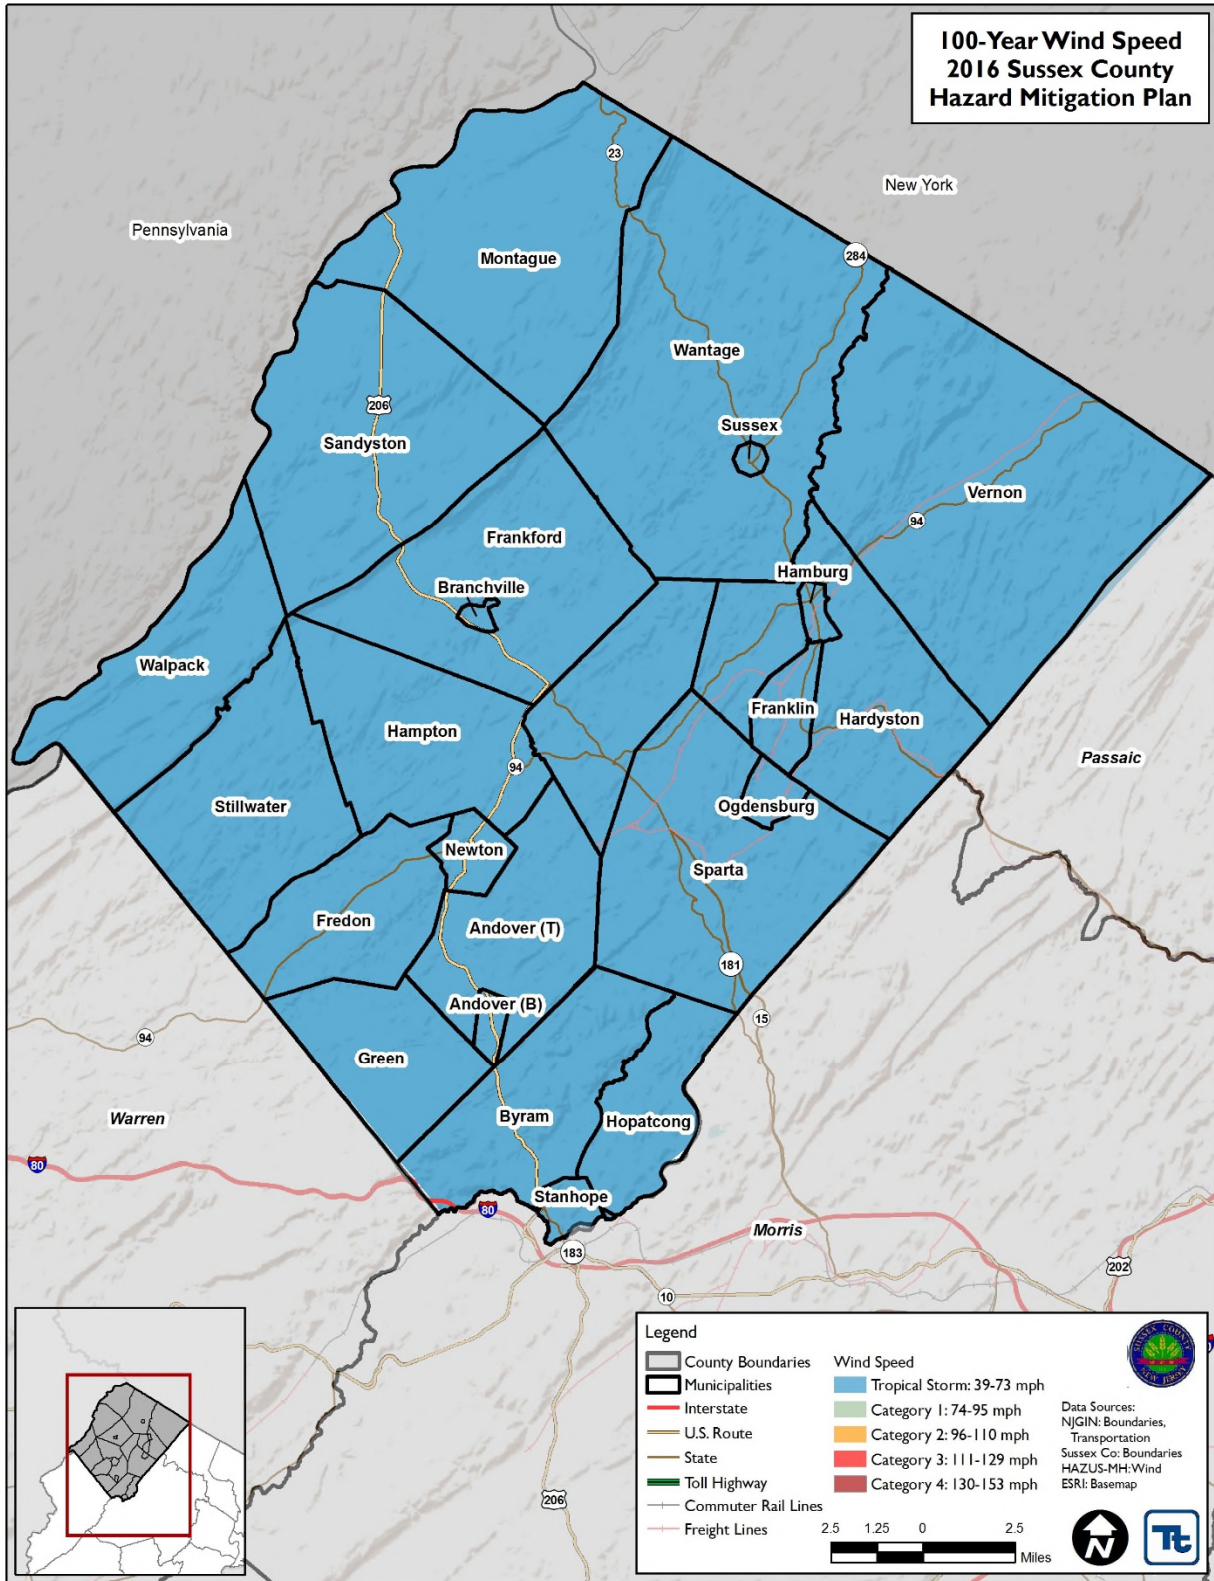 100-Year Wind Speed
2016 Sussex County
Hazard Mitigation Plan
23
New York
Pennsylvania
284
Montague
Wantage
206
Sussex
Sandyston
Vernon
94
Frankford
Hamburg
Branchville
Walpack
Franklin
Hardyston
Hampton
Passaic
94
Stillwater
Ogdensburg
Newton
Sparta
Fredon
Andover (T)
181
Andover (B)
15
94
Green
Warren
Byram
Hopatcong
80
Stanhope
80
Morris
183
202
10
206
Legend
County Boundaries
Municipalities
Interstate
U.S. Route
State
Toll Highway
Commuter Rail Lines
Freight Lines
Wind Speed
Tropical Storm: 39-73 mph
Category 1: 74-95 mph
Category 2: 96-110 mph
Category 3: 111-129 mph
Category 4: 130-153 mph
SUSSEX COUNTY
NEW JERSEY
Data Sources:
NJGIN: Boundaries,
Transportation
Sussex Co: Boundaries
HAZUS-MH: Wind
ESRI: Basemap
2.5 1.25 0 2.5
Miles
N
Tt